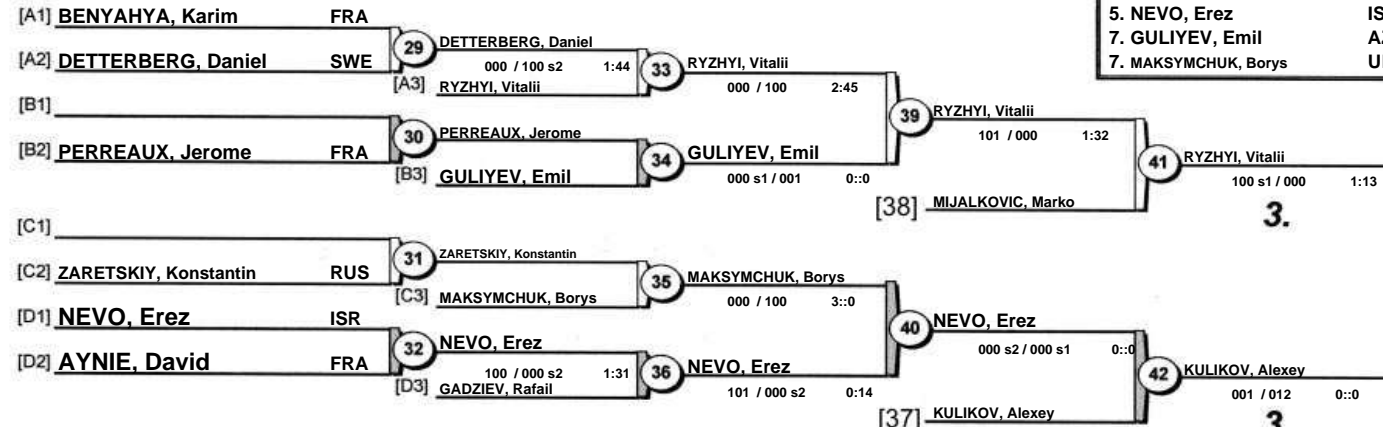 [A1] BENYAHYA, Karim FRA
5. NEVO, Erez
7. GULIYEV, Emil
7. MAKSYMCHUK, Borys
[A2] DETTERBERG, Daniel SWE
29
DETTERBERG, Daniel
000 / 100 s2 1:44
[A3] RYZHYI, Vitalii
33
RYZHYI, Vitalii
000 / 100 2:45
[B1]
[B2] PERREAUX, Jerome FRA
30
PERREAUX, Jerome
[B3] GULIYEV, Emil
34
GULIYEV, Emil
000 s1 / 001 0::0
39
RYZHYI, Vitalii
101 / 000 1:32
[38] MIJALKOVIC, Marko
41
RYZHYI, Vitalii
100 s1 / 000 1:13
3.
[C1]
[C2] ZARETSKIY, Konstantin RUS
31
ZARETSKIY, Konstantin
[C3] MAKSYMCHUK, Borys
35
MAKSYMCHUK, Borys
000 / 100 3::0
[D1] NEVO, Erez ISR
[D2] AYNIE, David FRA
32
NEVO, Erez
100 / 000 s2 1:31
[D3] GADZIEV, Rafail
36
NEVO, Erez
101 / 000 s2 0:14
40
NEVO, Erez
000 s2 / 000 s1 0::0
[37] KULIKOV, Alexey
42
KULIKOV, Alexey
001 / 012 0::0
3